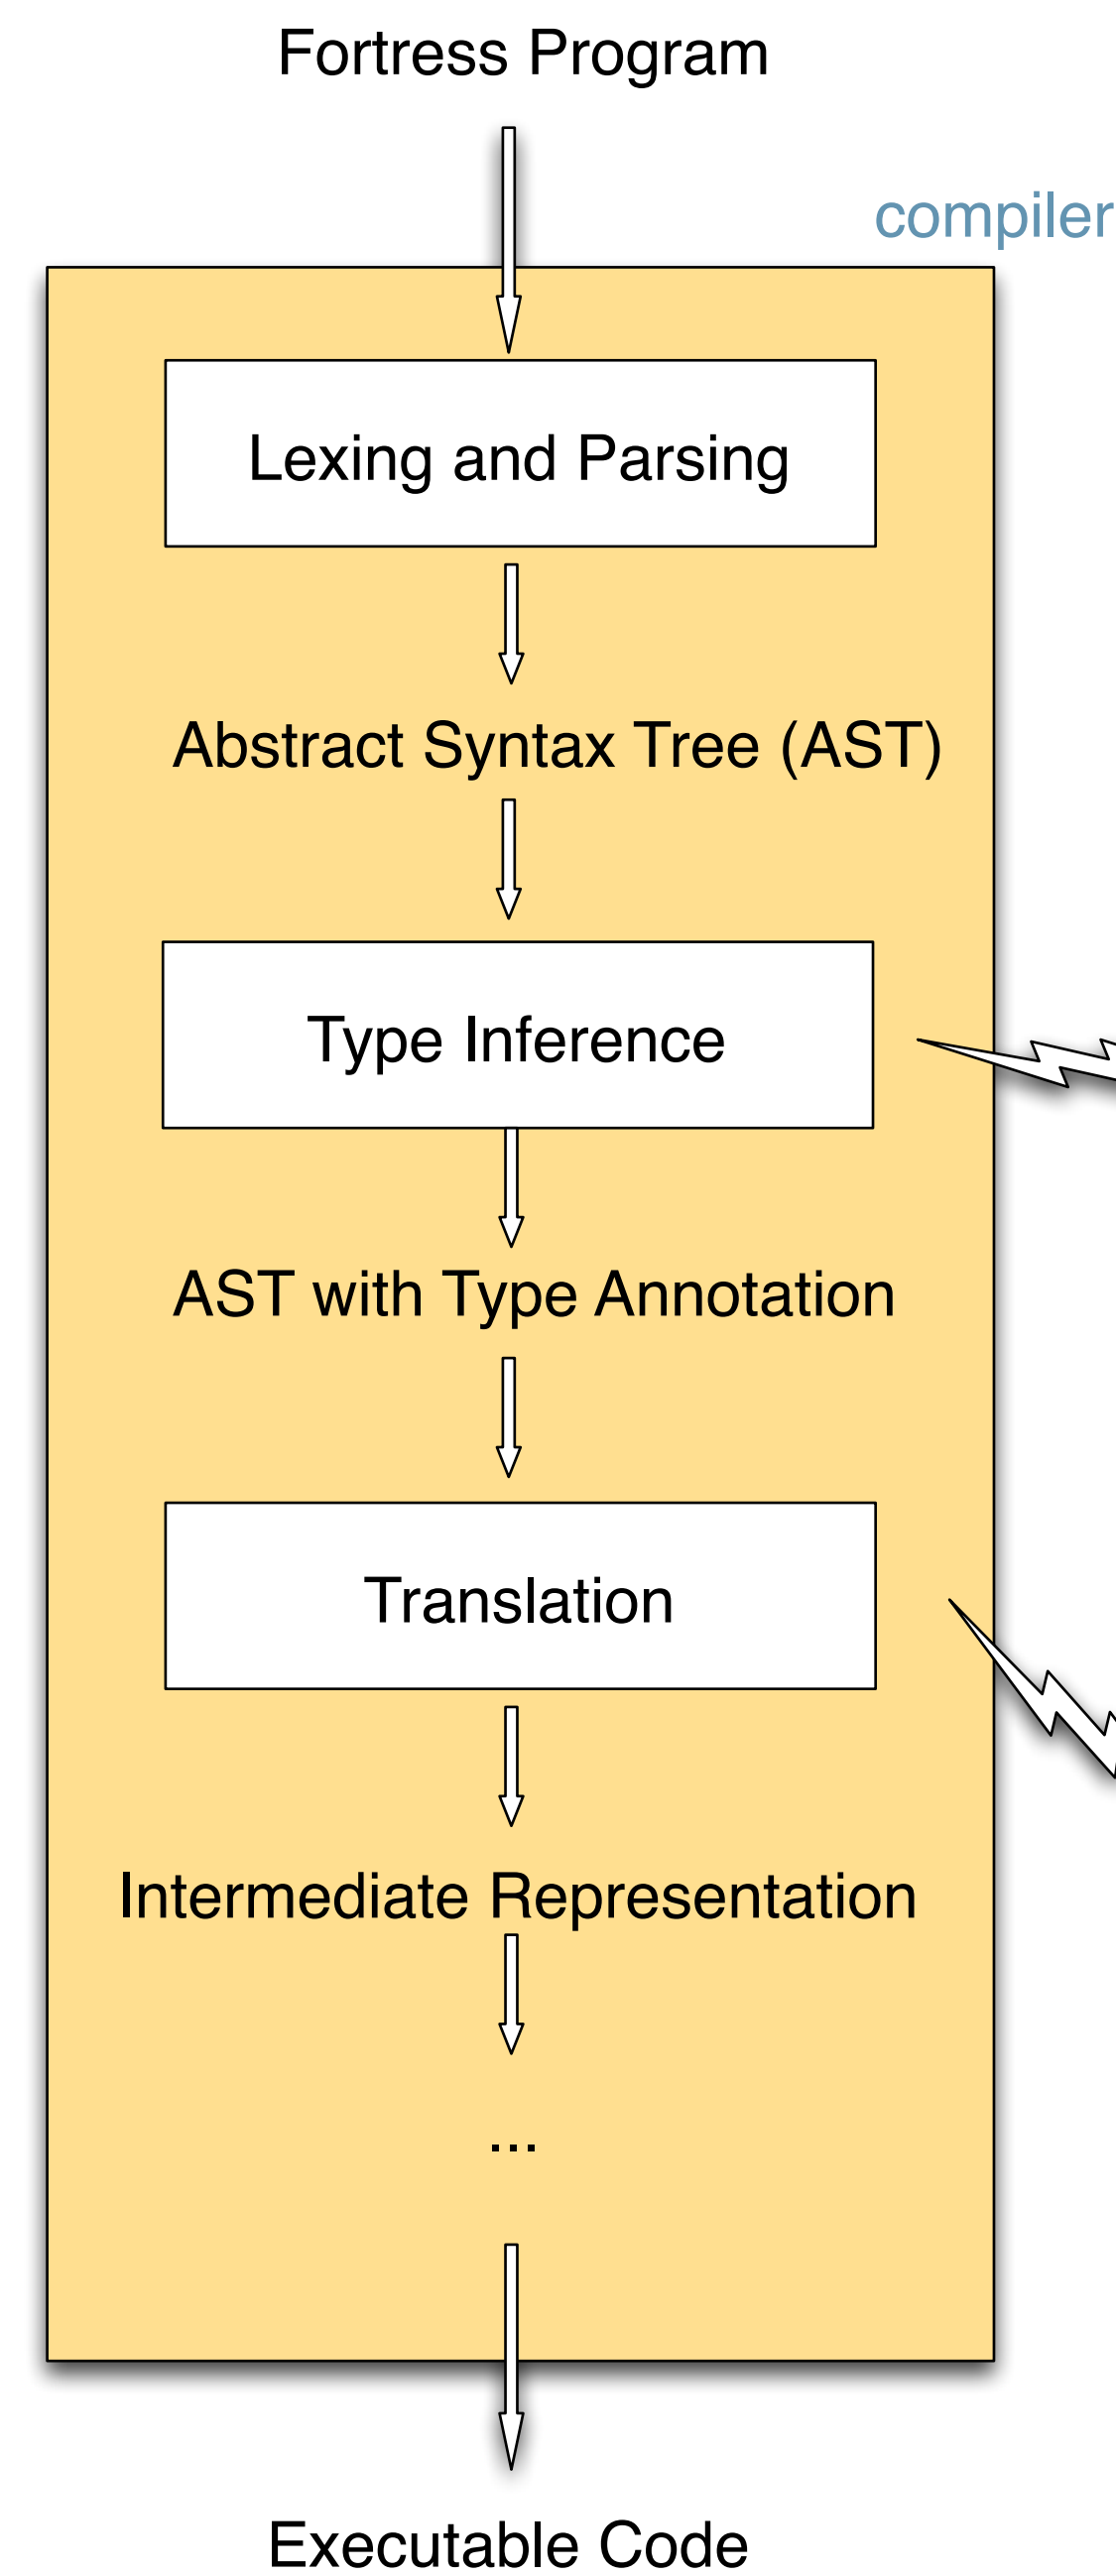 Fortress Program
compiler
Lexing and Parsing
Abstract Syntax Tree (AST)
Type Inference
AST with Type Annotation
Translation
Intermediate Representation
...
Executable Code